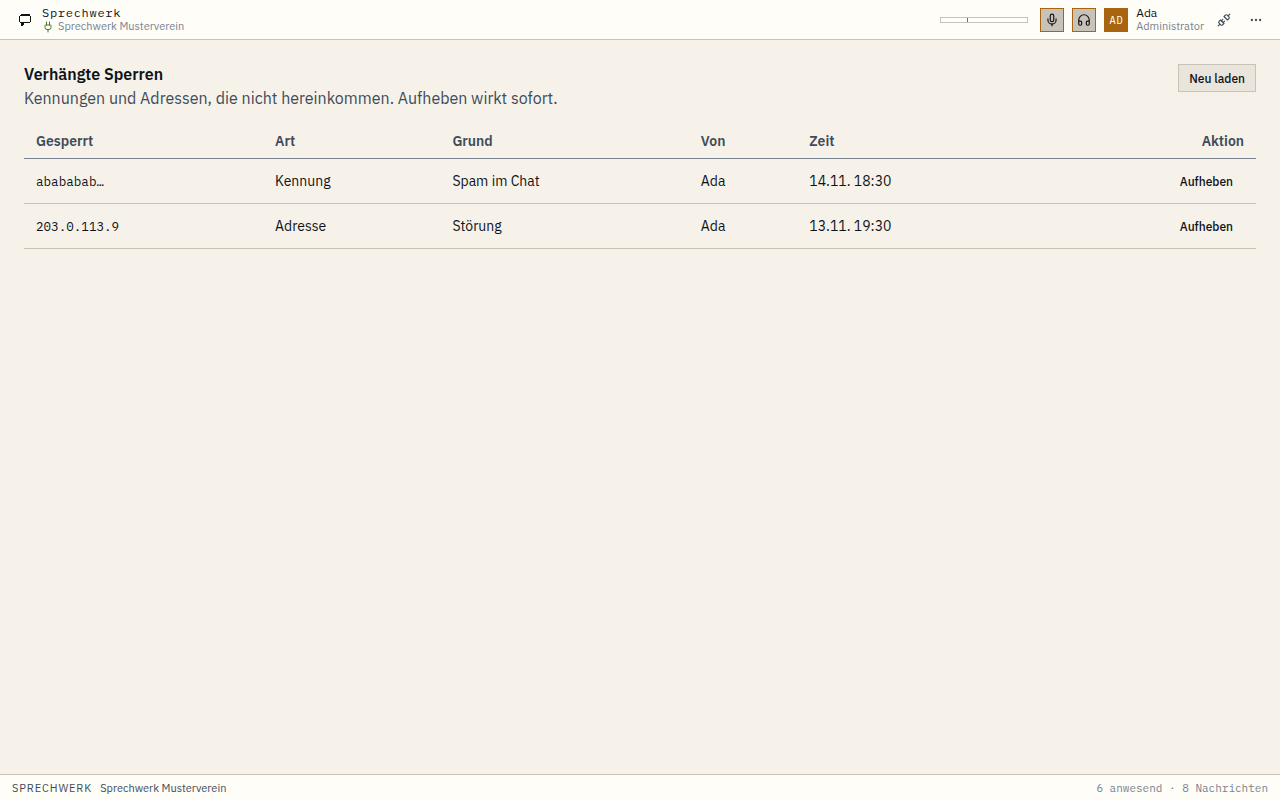 Sprechwerk
Sprechwerk Musterverein
AD
Ada
Administrator
Verhängte Sperren
Kennungen und Adressen, die nicht hereinkommen. Aufheben wirkt sofort.
Neu laden
Gesperrt Art Grund Von Zeit Aktion
abababab… Kennung Spam im Chat Ada 14.11. 18:30 Aufheben
203.0.113.9 Adresse Störung Ada 13.11. 19:30 Aufheben
SPRECHWERK Sprechwerk Musterverein
6 anwesend · 8 Nachrichten